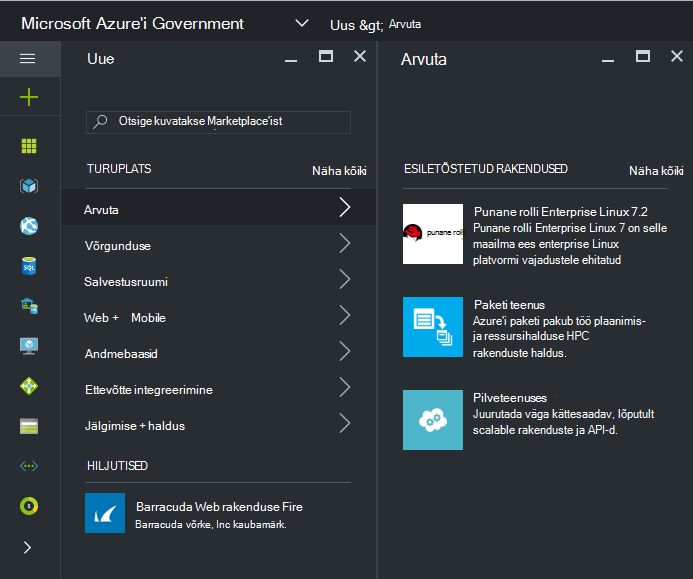 Microsoft Azure'i Government
Uus &gt; Arvuta
Uue
Otsige kuvatakse Marketplace'ist
TURUPLATS
Näha kõiki
Arvuta
Võrgunduse
Salvestusruumi
Web + Mobile
Andmebaasid
Ettevõtte integreerimine
Jälgimise + haldus
HILJUTISED
Barracuda Web rakenduse Fire
Barracuda võrke, Inc kaubamärk.
Arvuta
ESILETÕSTETUD RAKENDUSED
Näha kõiki
punane rolli
Punane rolli Enterprise Linux 7.2
Punane rolli Enterprise Linux 7 on selle
maailma ees enterprise Linux
platvormi vajadustele ehitatud
Paketi teenus
Azure'i paketi pakub töö plaanimis-
ja ressursihalduse HPC
rakenduste haldus.
Pilveteenuses
Juurutada väga kättesaadav, lõputult
scalable rakenduste ja API-d.
SQL